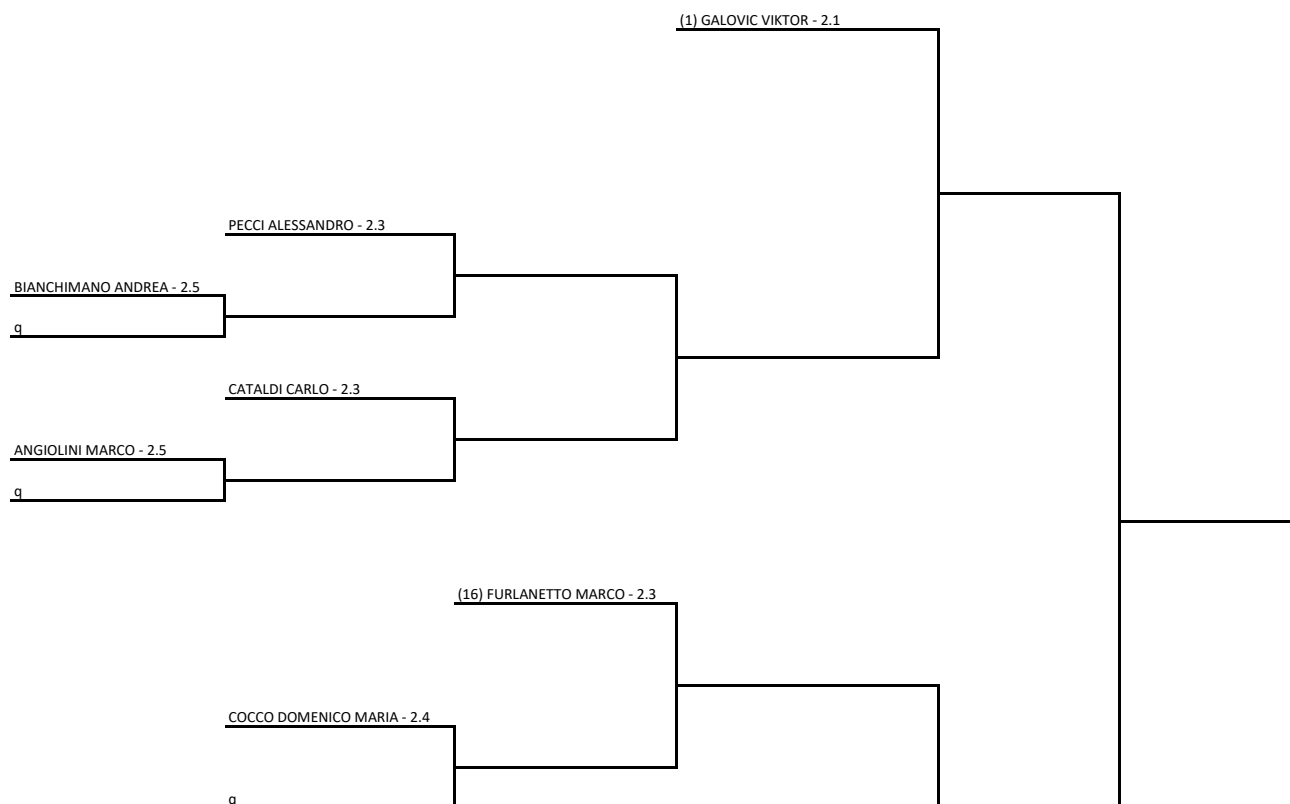 (1) GALOVIC VIKTOR - 2.1
PECCI ALESSANDRO - 2.3
BIANCHIMANO ANDREA - 2.5
q
CATALDI CARLO - 2.3
ANGIOLINI MARCO - 2.5
q
(16) FURLANETTO MARCO - 2.3
COCCO DOMENICO MARIA - 2.4
q